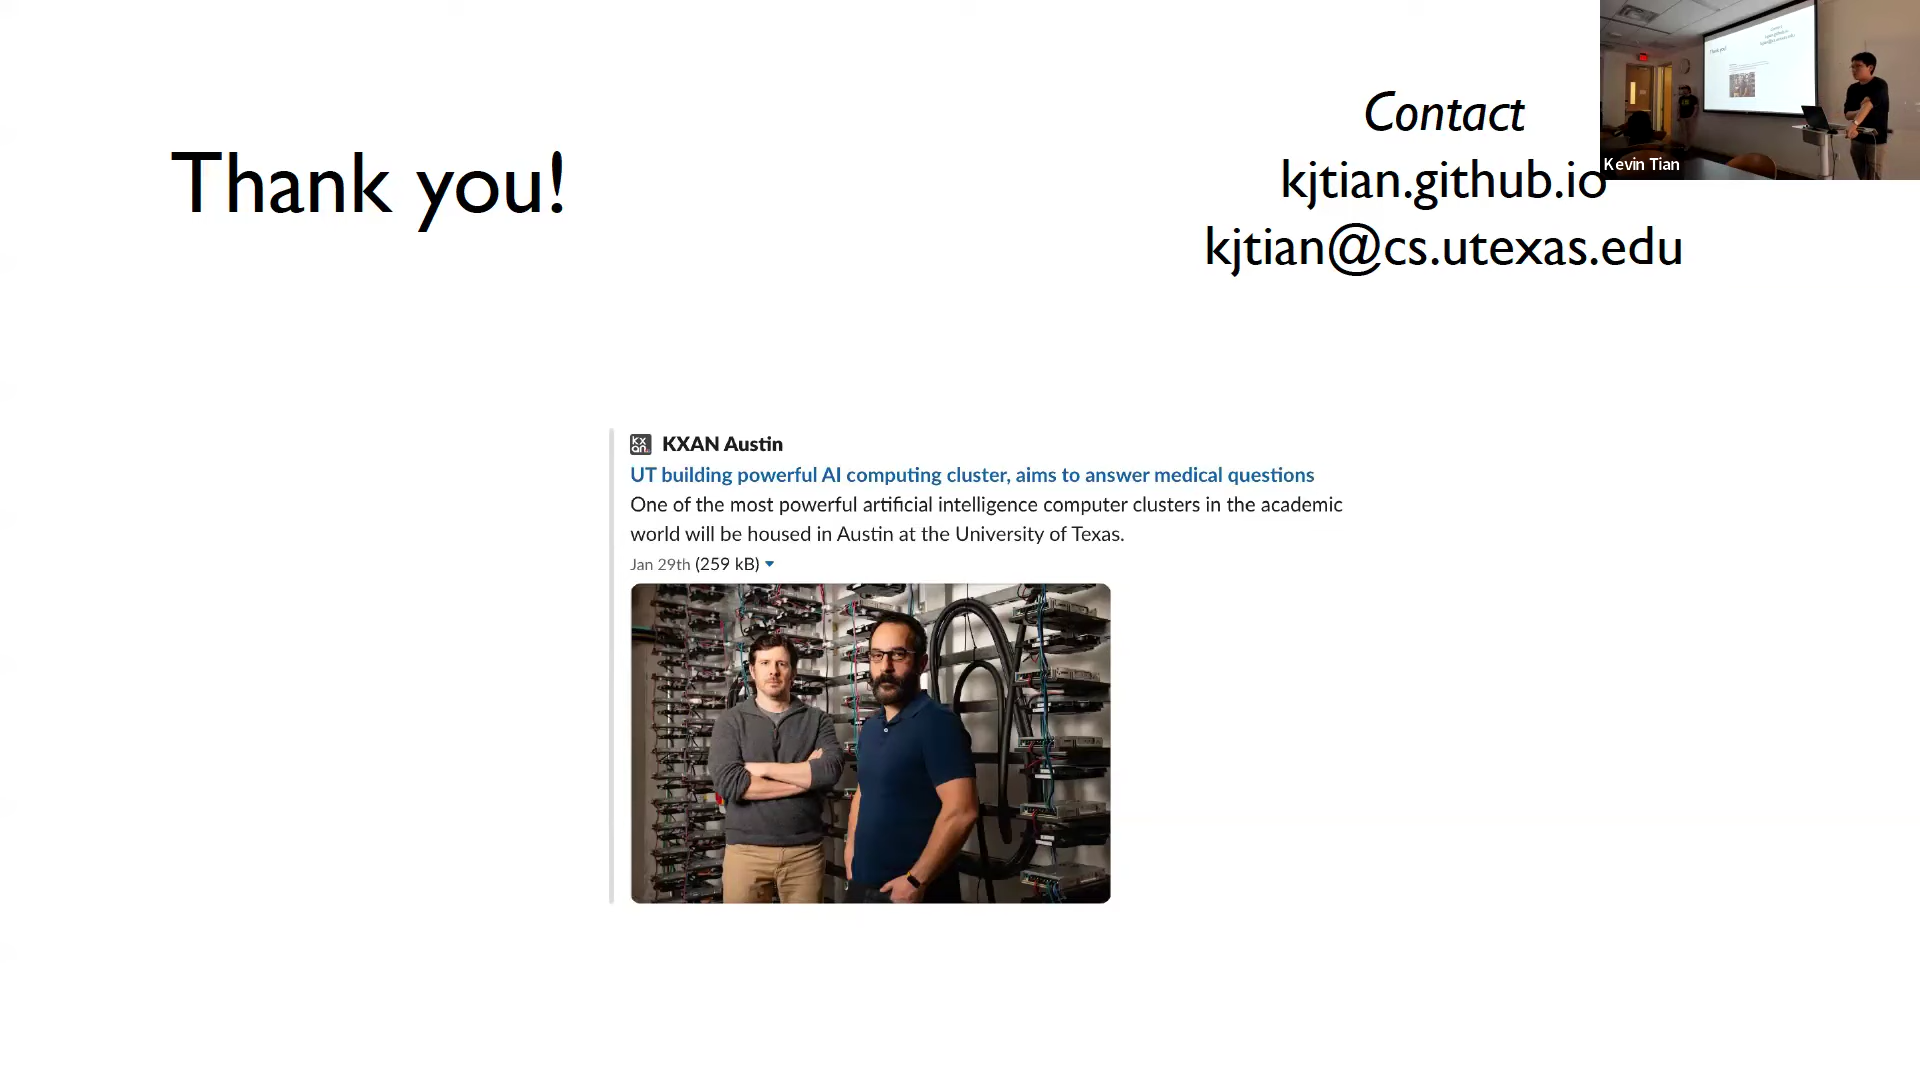 Thank you!
Contact
kjtian.github.io
kjtian@cs.utexas.edu
Kevin Tian
KXAN Austin
UT building powerful AI computing cluster, aims to answer medical questions
One of the most powerful artificial intelligence computer clusters in the academic
world will be housed in Austin at the University of Texas.
Jan 29th (259 kB)